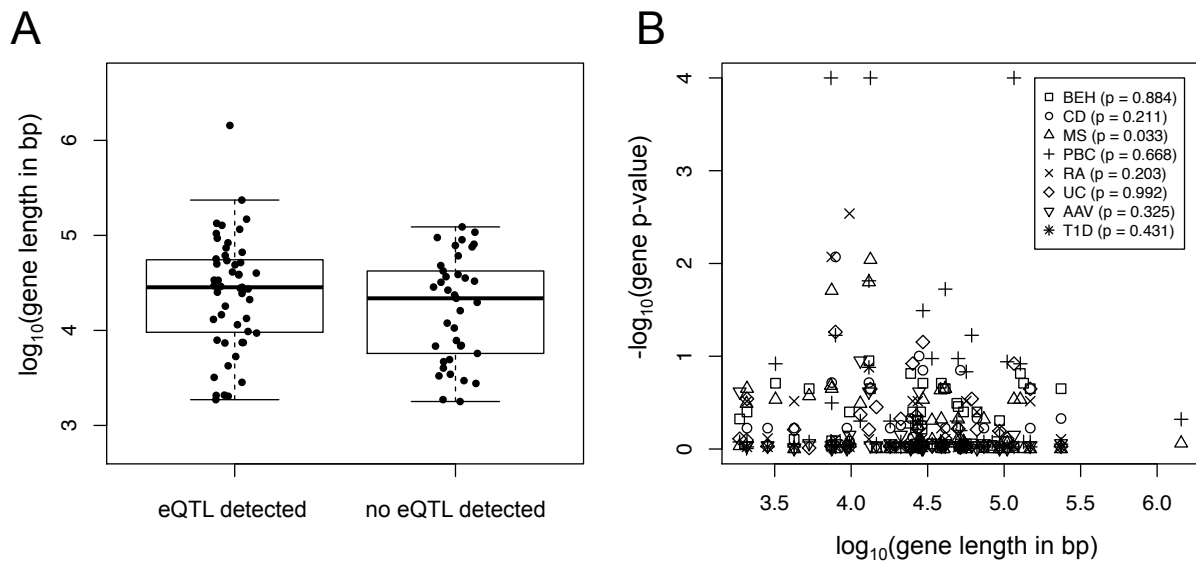 A
log10(gene length in bp)
6
5
4
3
eQTL detected
no eQTL detected
B
-log10(gene p-value)
4
3
2
1
0
BEH (p = 0.884)
CD (p = 0.211)
MS (p = 0.033)
PBC (p = 0.668)
RA (p = 0.203)
UC (p = 0.992)
AAV (p = 0.325)
T1D (p = 0.431)
3.5 4.0 4.5 5.0 5.5 6.0
log10(gene length in bp)